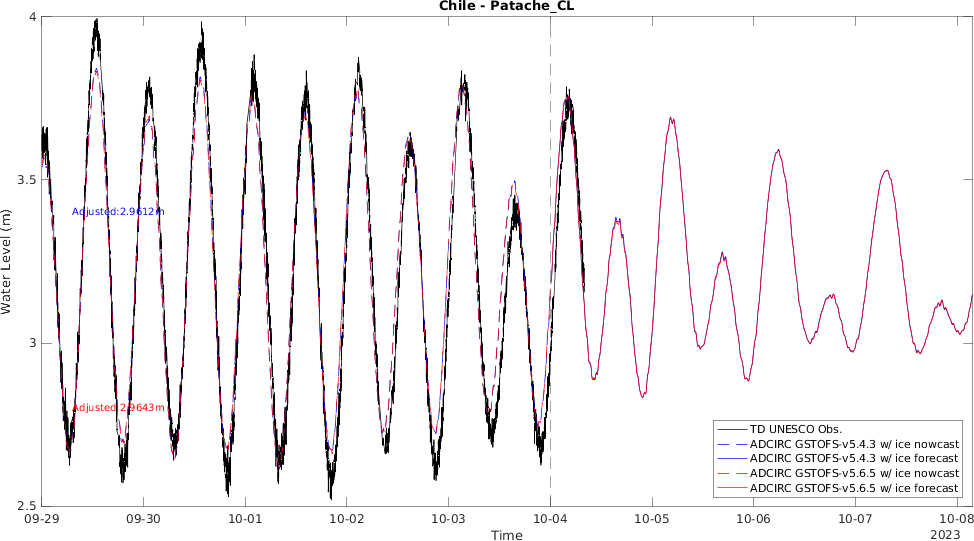 Chile - Patache_CL
4
3.5
3
2.5
Water Level (m)
Adjusted:2.9612m
Adjusted:2.9643m
TD UNESCO Obs.
ADCIRC GSTOFS-v5.4.3 w/ ice nowcast
ADCIRC GSTOFS-v5.4.3 w/ ice forecast
ADCIRC GSTOFS-v5.6.5 w/ ice nowcast
ADCIRC GSTOFS-v5.6.5 w/ ice forecast
09-29 09-30 10-01 10-02 10-03 10-04 10-05 10-06 10-07 10-08
Time
2023